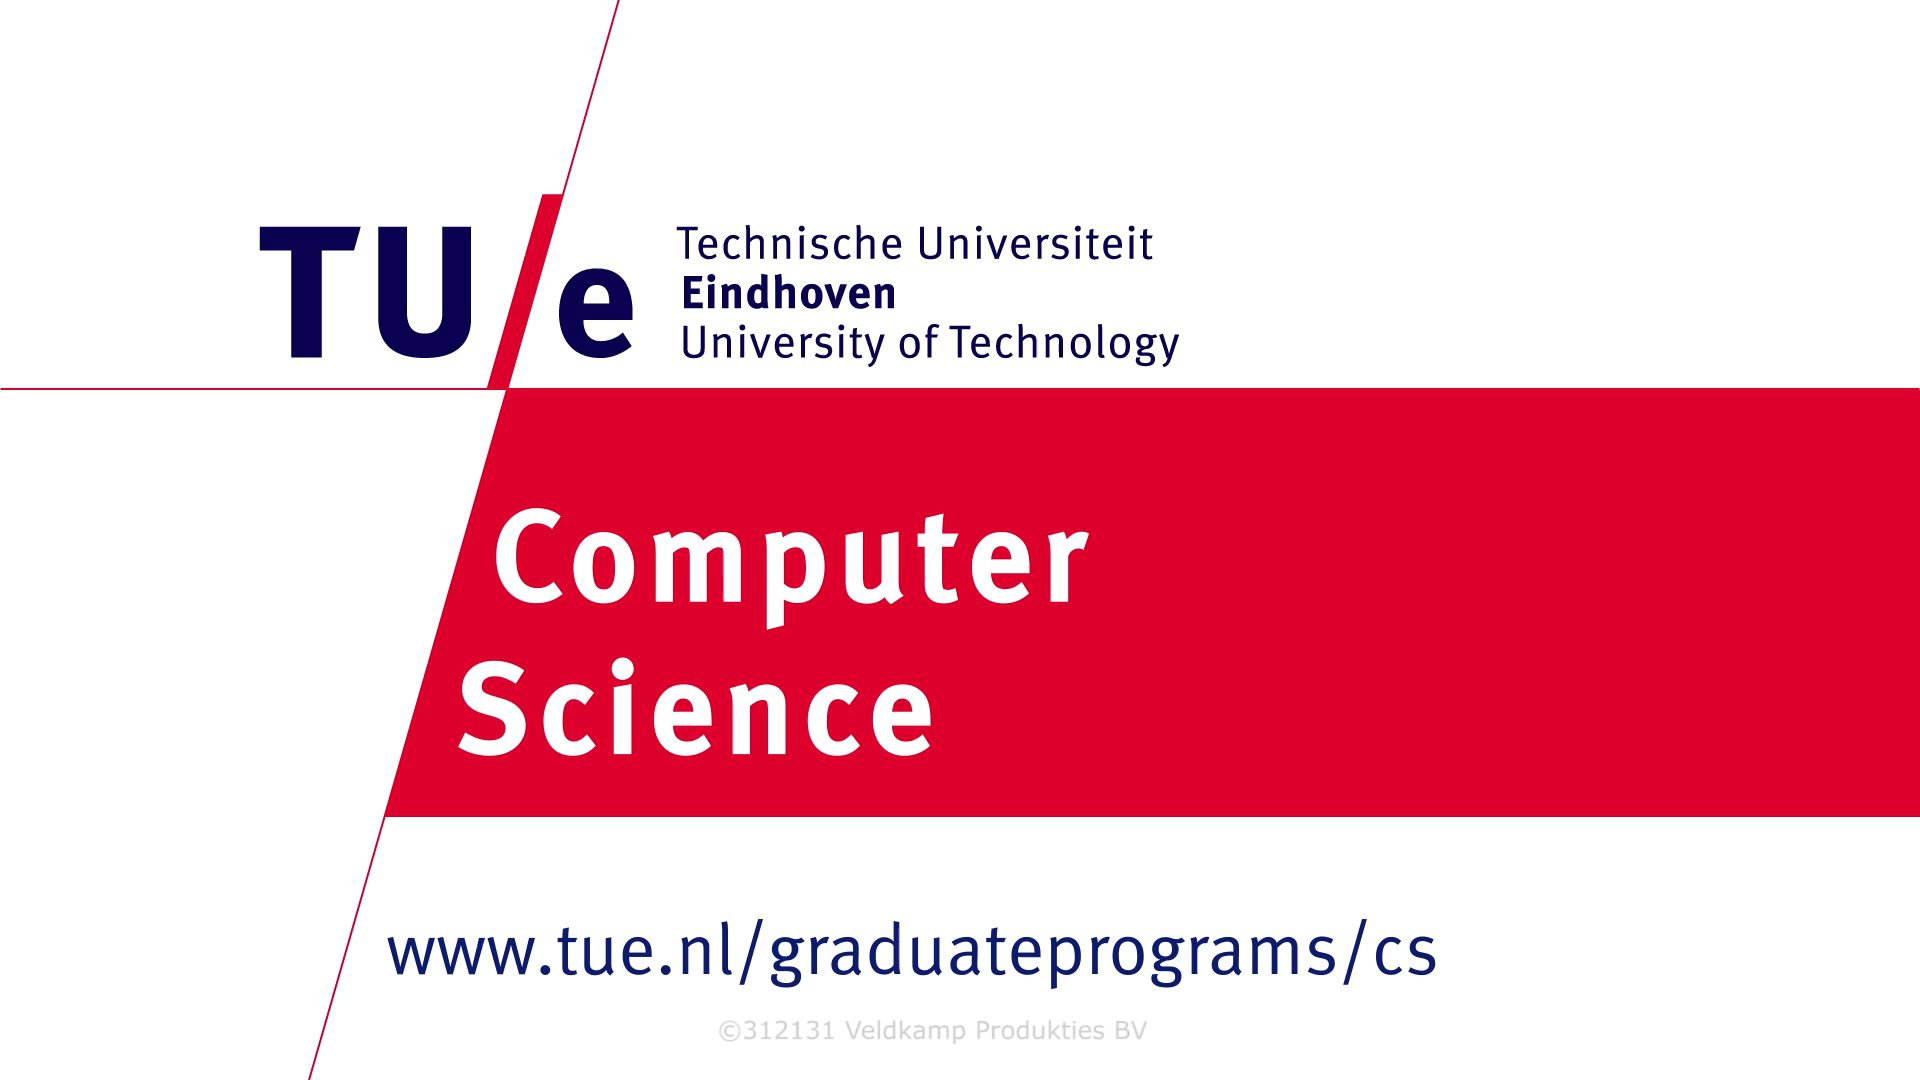 TU/e
Technische Universiteit
Eindhoven
University of Technology
Computer
Science
www.tue.nl/graduateprograms/cs
©312131 Veldkamp Produkties BV